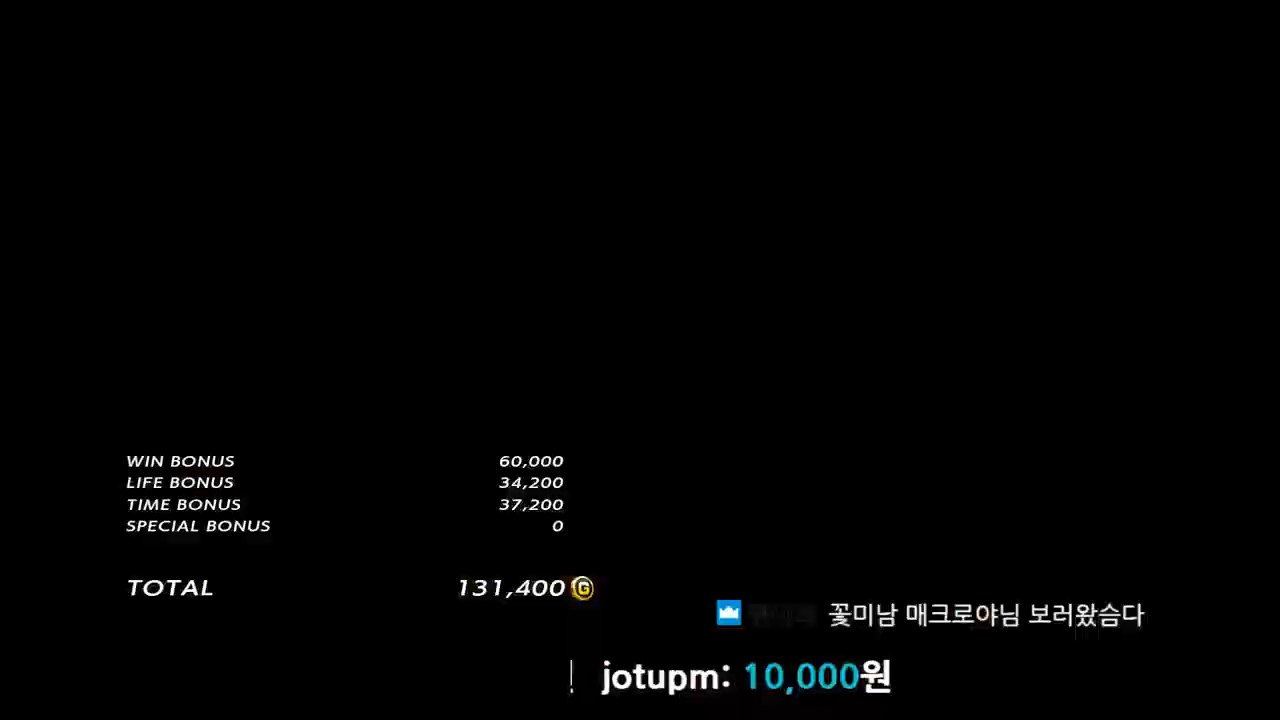 WIN BONUS 60,000
LIFE BONUS 34,200
TIME BONUS 37,200
SPECIAL BONUS 0
TOTAL 131,400 G
꽃미남 매크로야님 보러왔슴다
jotupm: 10,000원